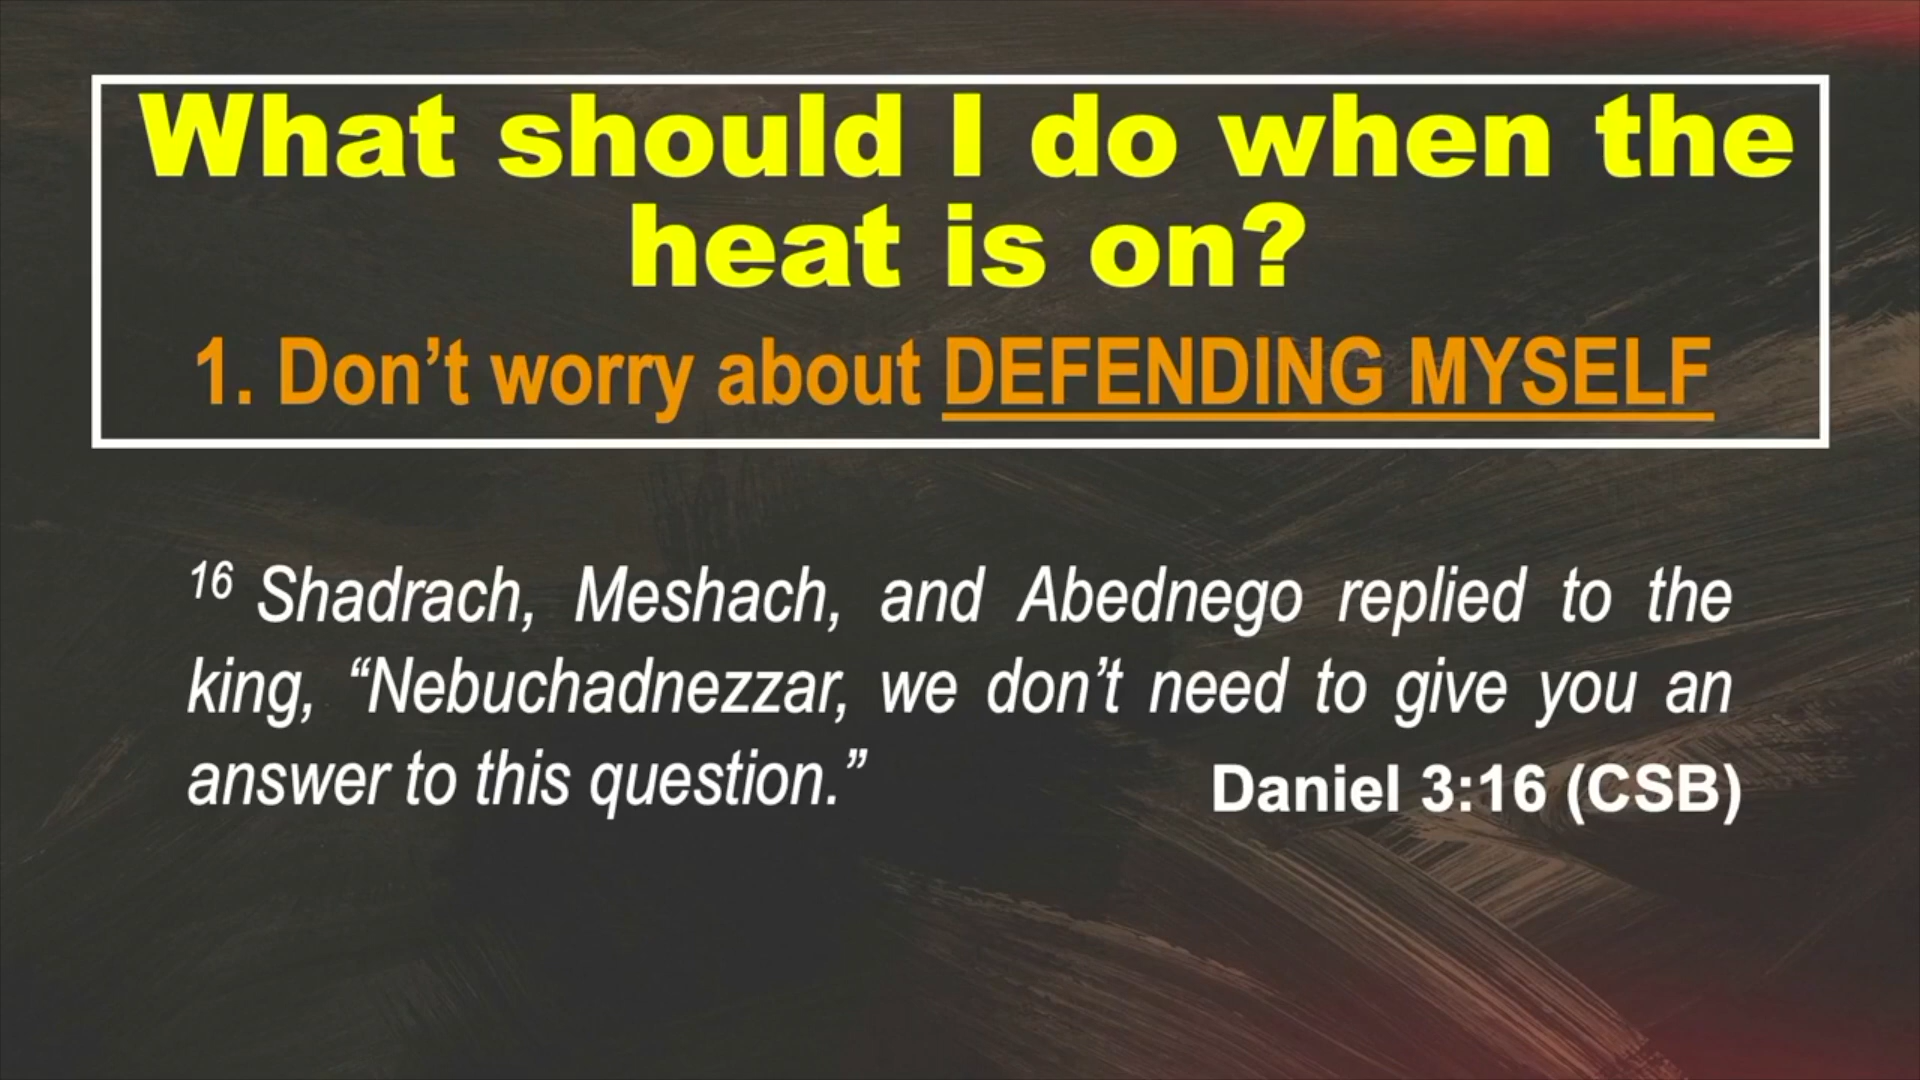 What should I do when the
heat is on?
1. Don’t worry about DEFENDING MYSELF
16 Shadrach, Meshach, and Abednego replied to the
king, “Nebuchadnezzar, we don’t need to give you an
answer to this question.”
Daniel 3:16 (CSB)